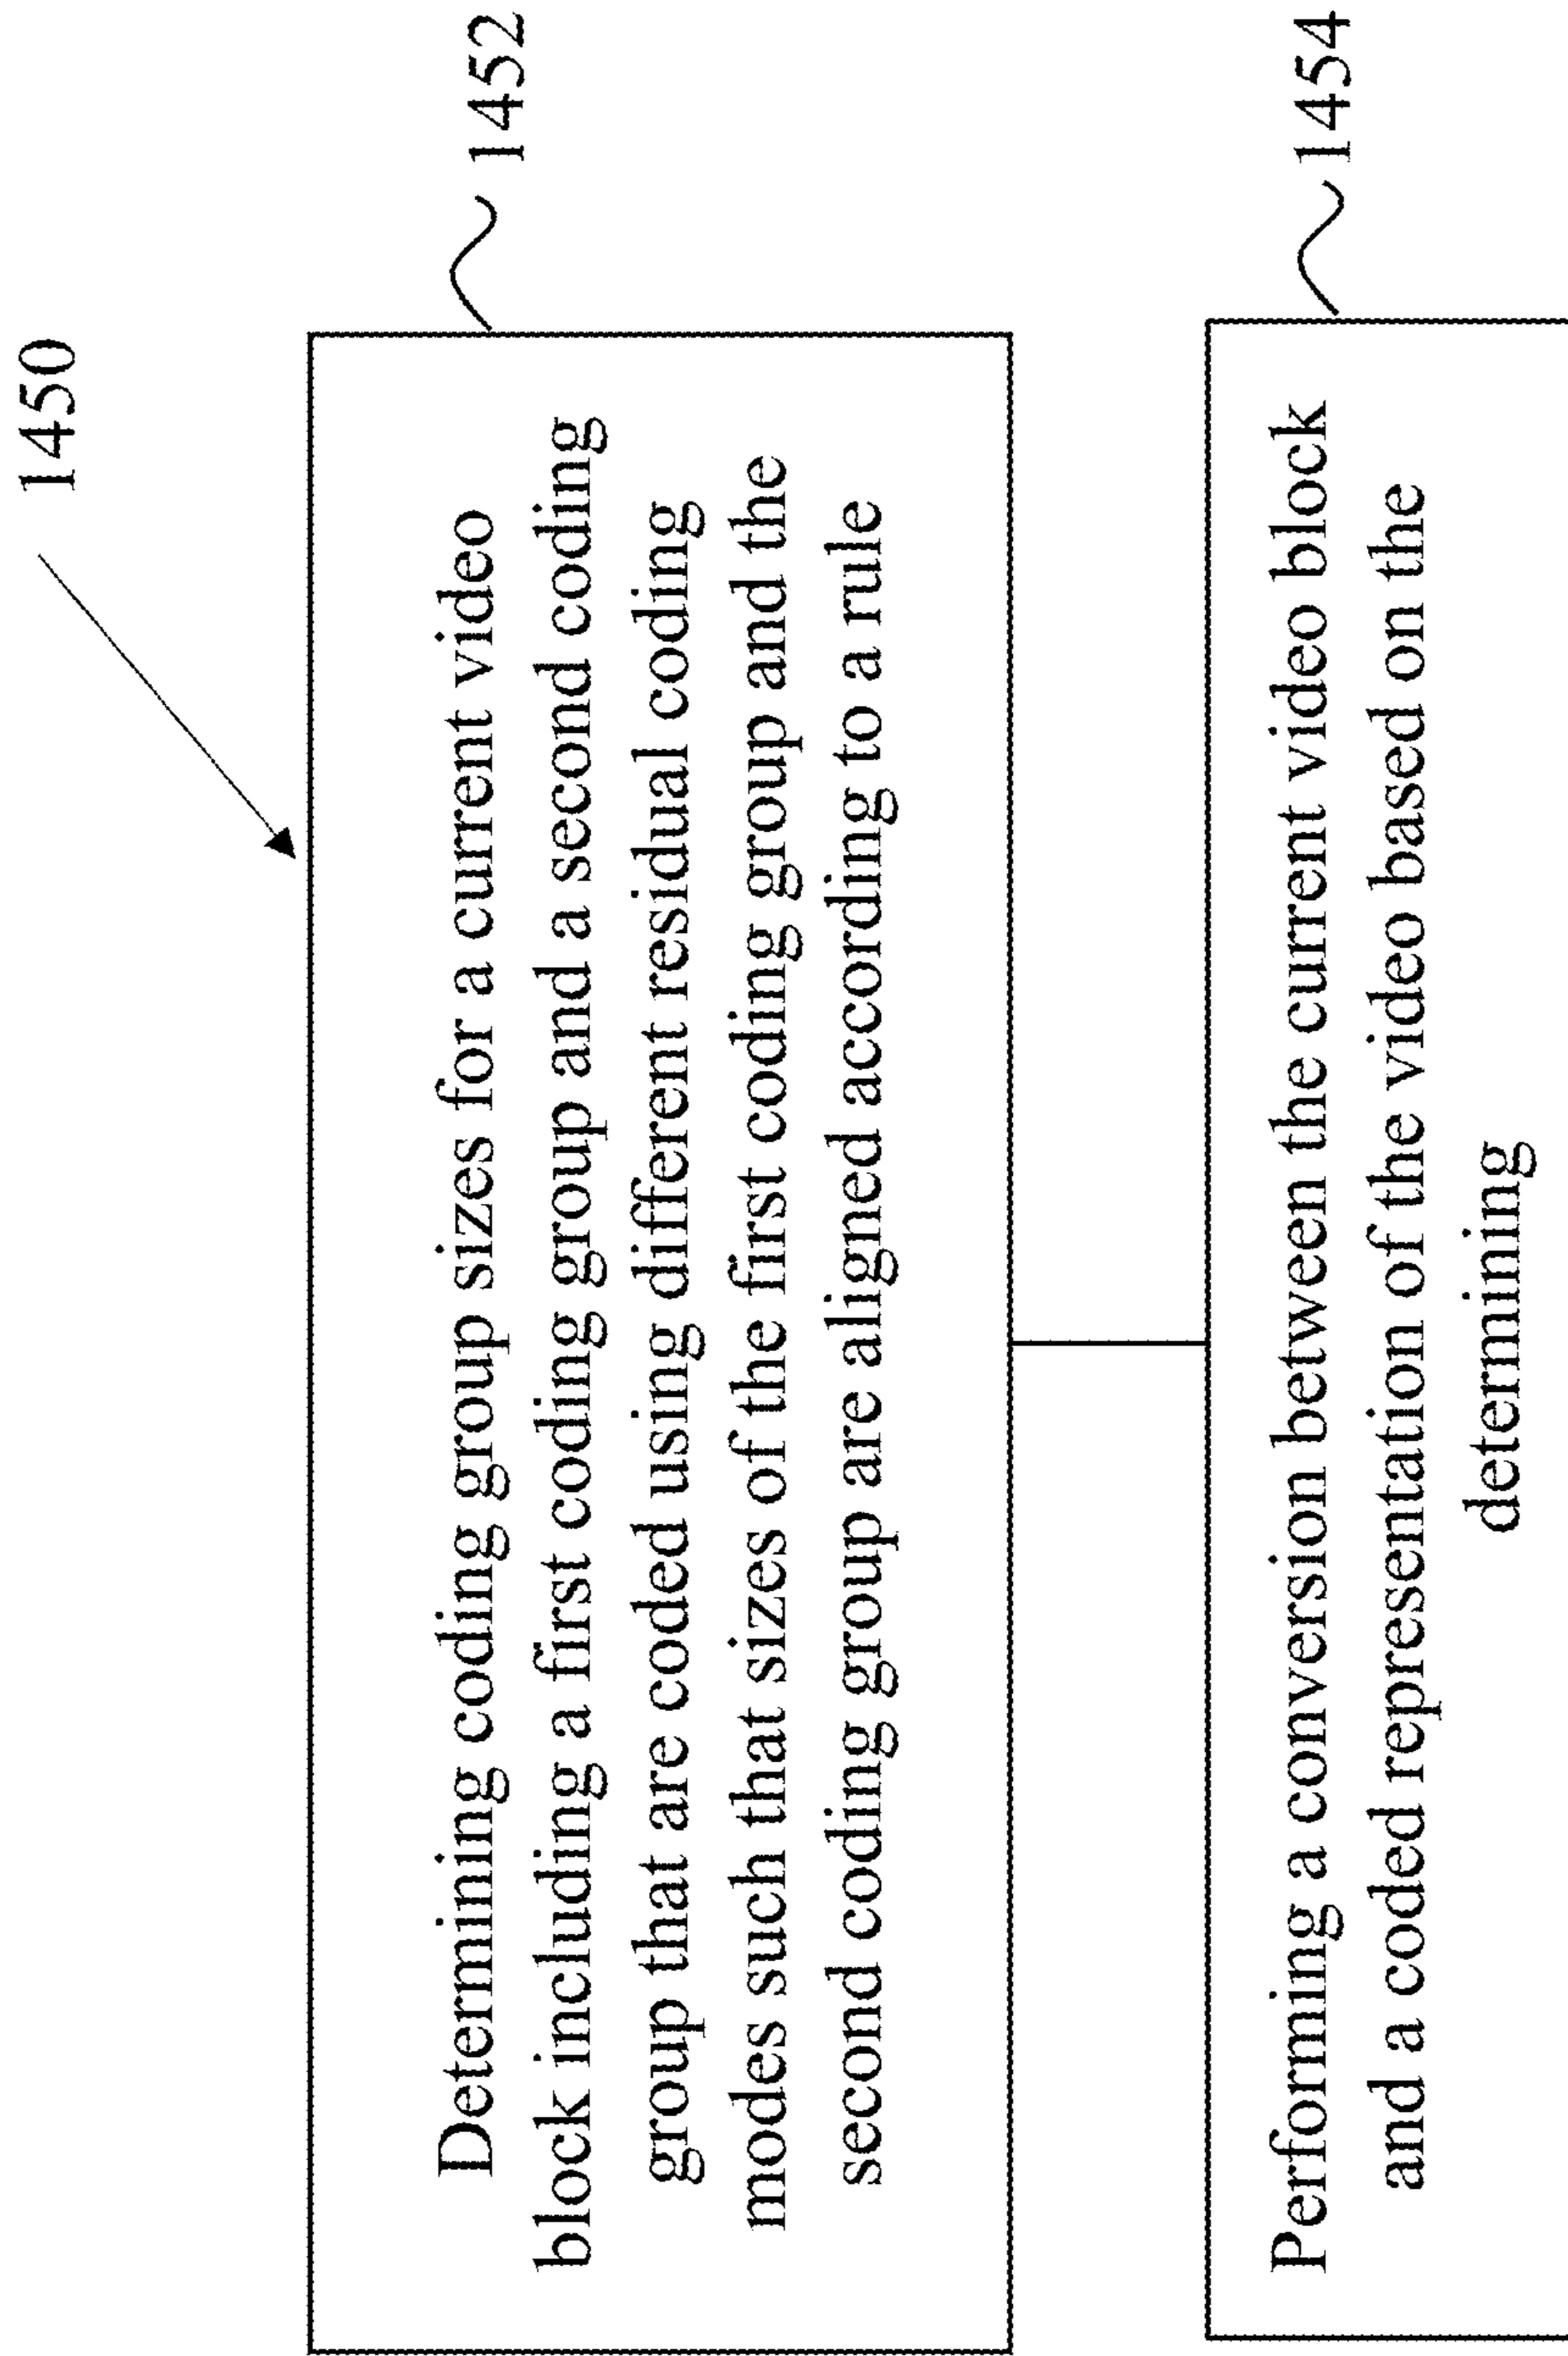 1450
Determining coding group sizes for a current video
block including a first coding group and a second coding
group that are coded using different residual coding
modes such that sizes of the first coding group and the
second coding group are aligned according to a rule
1452
Performing a conversion between the current video block
and a coded representation of the video based on the
determining
1454